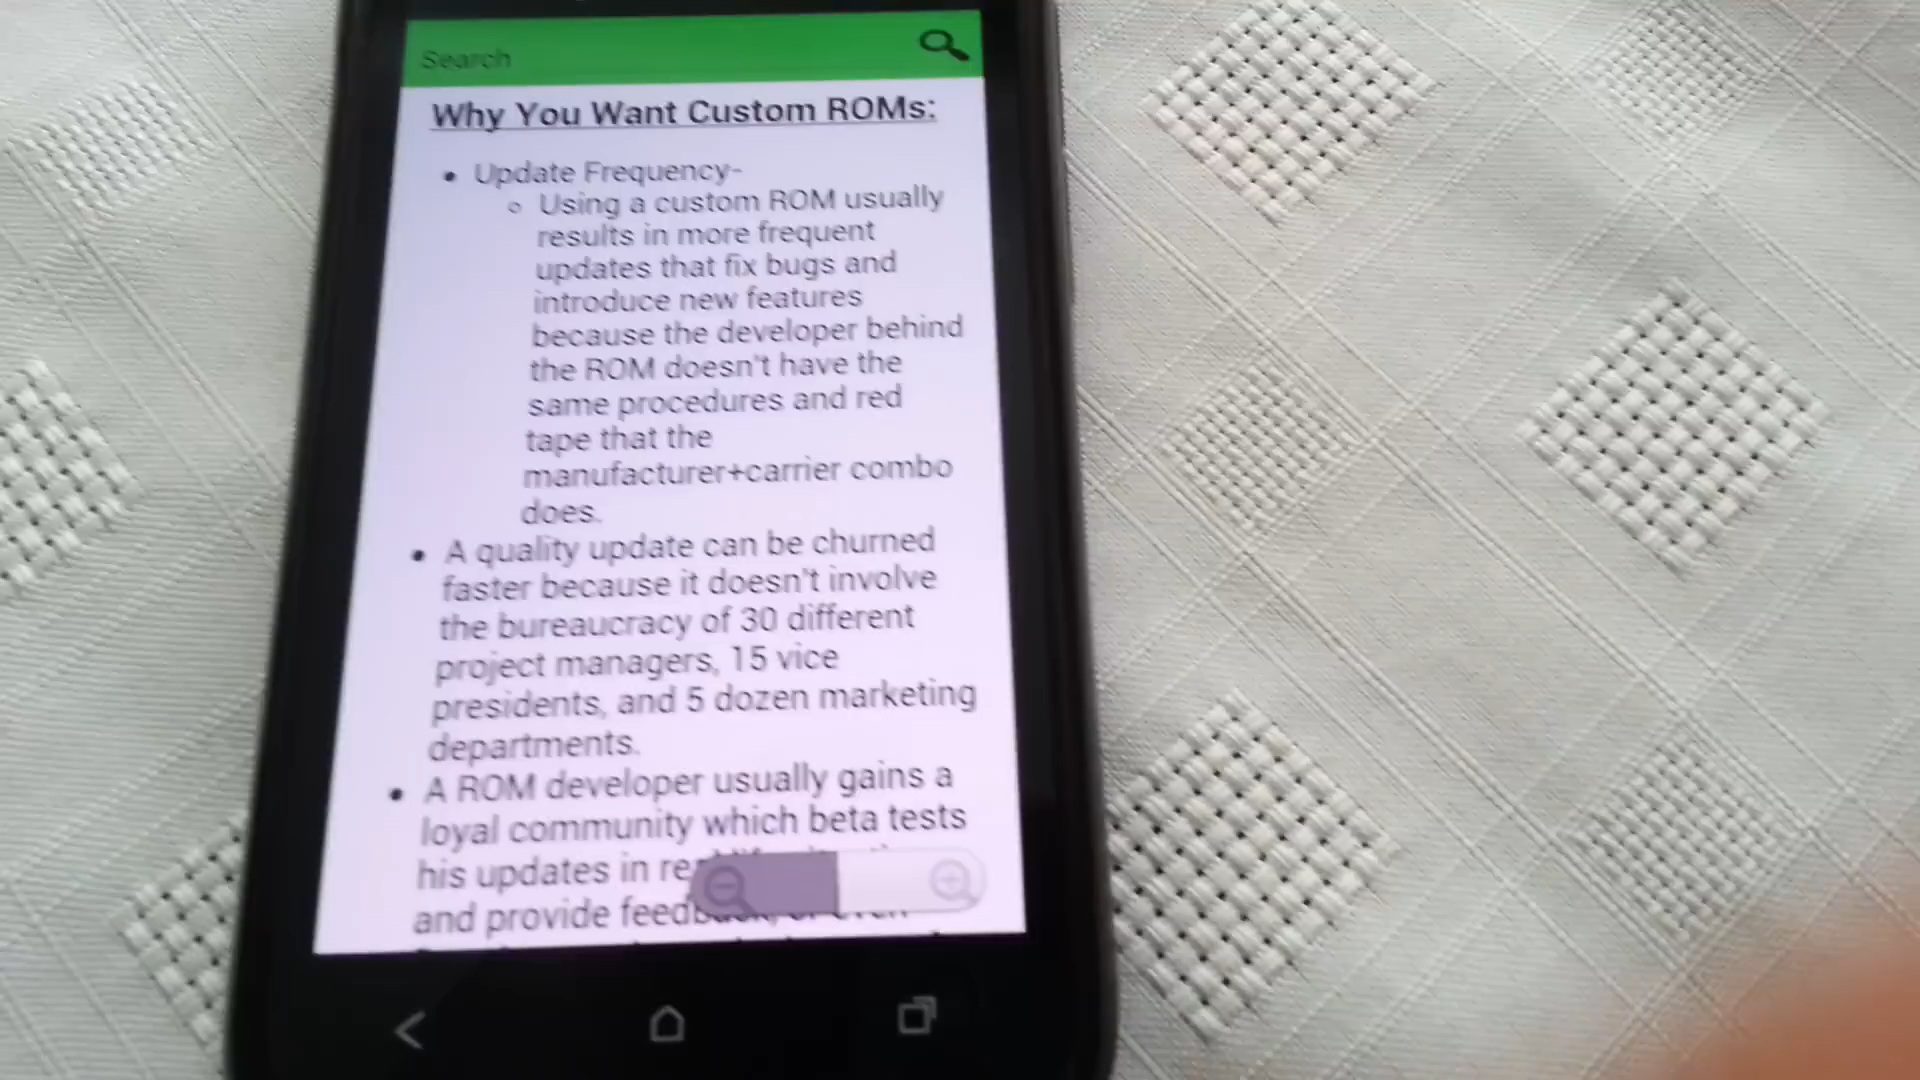 Search
Why You Want Custom ROMs:
• Update Frequency-
o Using a custom ROM usually
results in more frequent
updates that fix bugs and
introduce new features
because the developer behind
the ROM doesn't have the
same procedures and red
tape that the
manufacturer+carrier combo
does.
• A quality update can be churned
faster because it doesn't involve
the bureaucracy of 30 different
project managers, 15 vice
presidents, and 5 dozen marketing
departments.
• A ROM developer usually gains a
loyal community which beta tests
his updates in
and provide